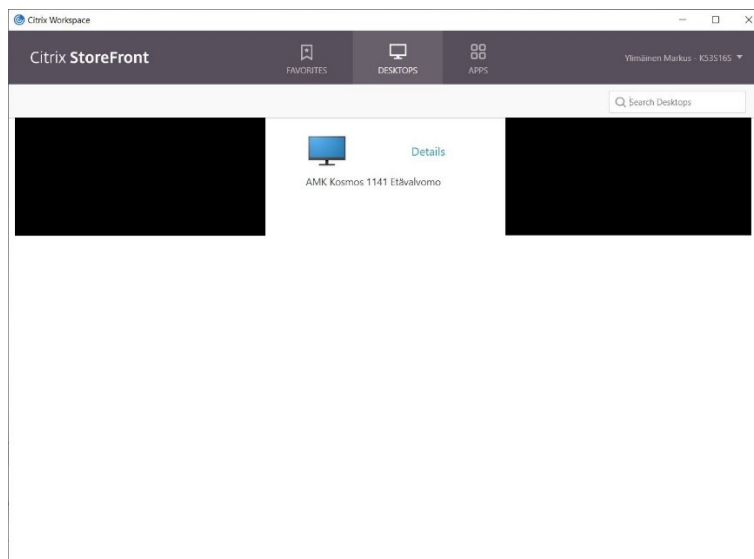 Citrix Workspace
Citrix StoreFront
FAVORITES
DESKTOPS
APPS
Ylimäinen Markus - K53516S
Search Desktops
Details
AMK Kosmos 1141 Etävalvomo